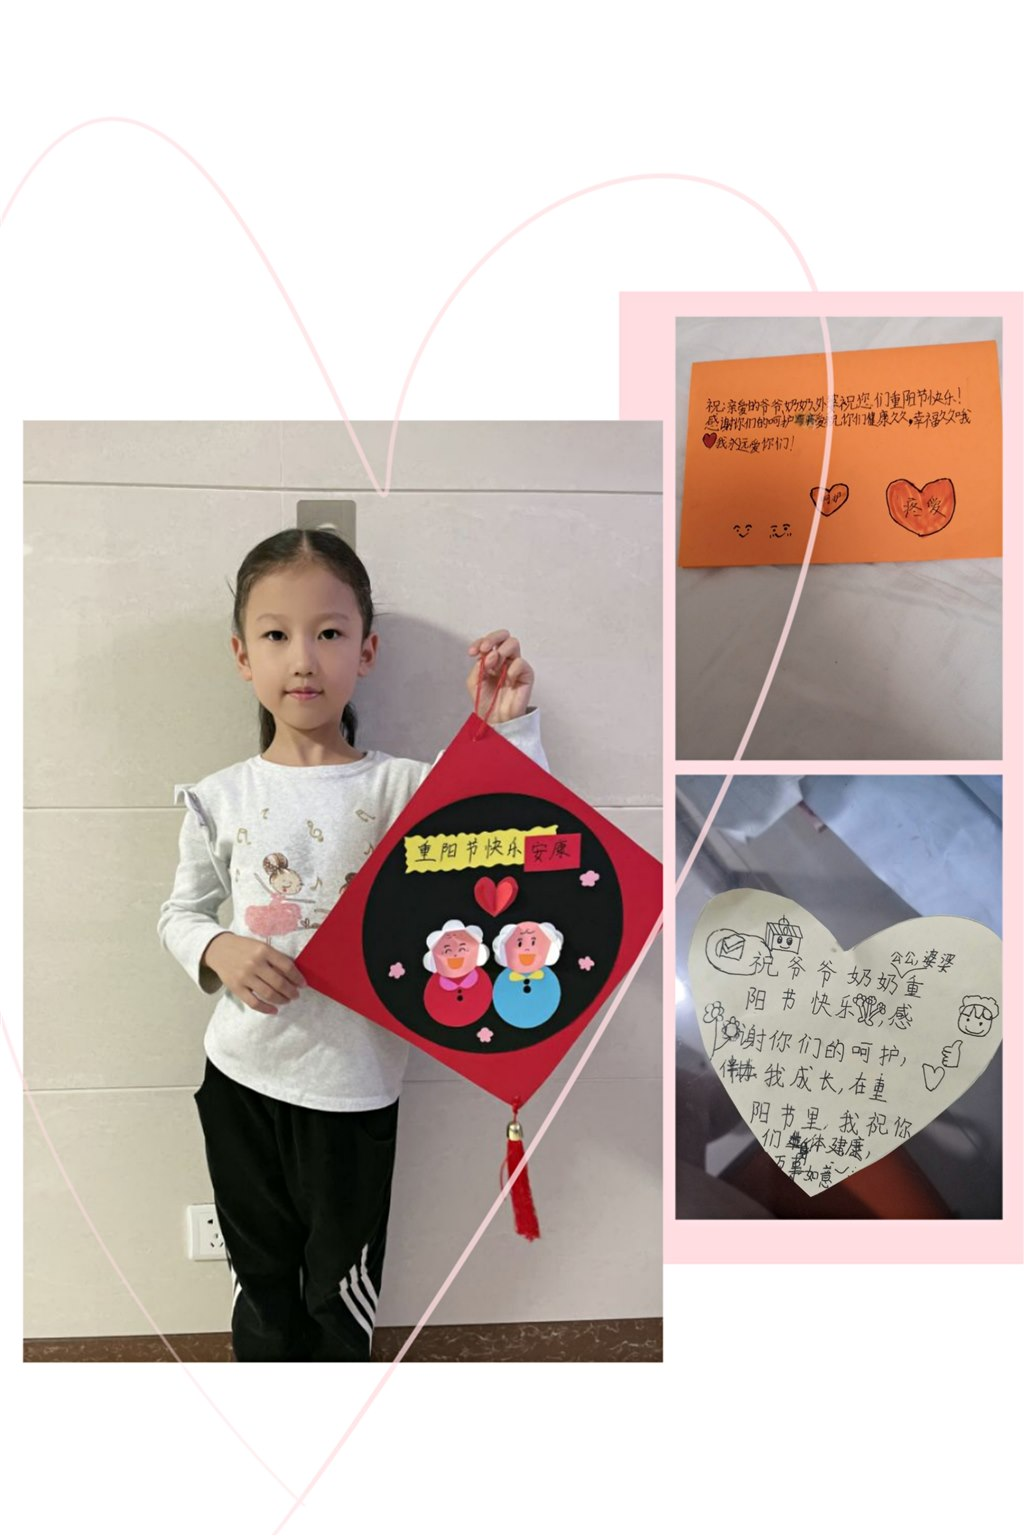 重阳节快乐安康
祝:亲爱的爷爷,奶奶,外婆祝您们重阳节快乐!
感谢你们的呵护 爱祝你们健康久久,幸福久久哦
我永远爱你们!
疼爱
祝爷爷奶奶公公婆婆重
阳节快乐,感
谢你们的呵护,
伴 我成长,在重
阳节里,我祝你
们 体建康,
万事如意